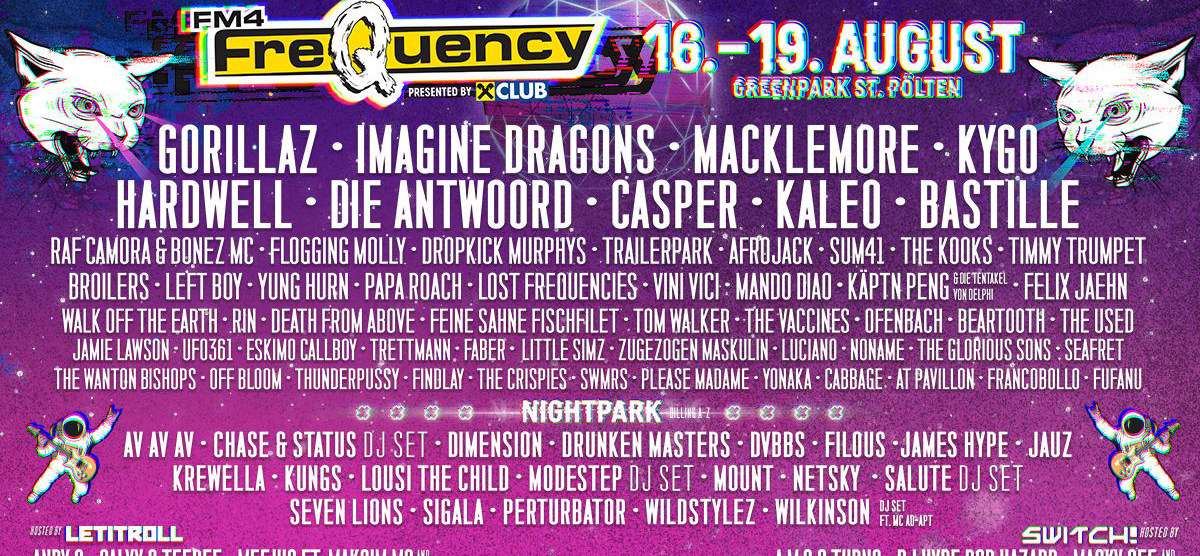 FM4
FreQuency
PRESENTED BY X CLUB
16.–19. AUGUST
GREENPARK ST. PÖLTEN
GORILLAZ · IMAGINE DRAGONS · MACKLEMORE · KYGO
HARDWELL · DIE ANTWOORD · CASPER · KALEO · BASTILLE
RAF CAMORA & BONEZ MC · FLOGGING MOLLY · DROPKICK MURPHYS · TRAILERPARK · AFROJACK · SUM41 · THE KOOKS · TIMMY TRUMPET
BROILERS · LEFT BOY · YUNG HURN · PAPA ROACH · LOST FREQUENCIES · VINI VICI · MANDO DIAO · KÄPTN PENG & DIE TENTAKEL VON DELPHI · FELIX JAEHN
WALK OFF THE EARTH · RIN · DEATH FROM ABOVE · FEINE SAHNE FISCHFILET · TOM WALKER · THE VACCINES · OFENBACH · BEARTOOTH · THE USED
JAMIE LAWSON · UFO361 · ESKIMO CALLBOY · TRETTMANN · FABER · LITTLE SIMZ · ZUGEZOGEN MASKULIN · LUCIANO · NONAME · THE GLORIOUS SONS · SEAFRET
THE WANTON BISHOPS · OFF BLOOM · THUNDERPUSSY · FINDLAY · THE CRISPIES · SWMRS · PLEASE MADAME · YONAKA · CABBAGE · AT PAVILLON · FRANCOBOLLO · FUFANU
NIGHTPARK BILLING A-Z
AV AV AV · CHASE & STATUS DJ SET · DIMENSION · DRUNKEN MASTERS · DVBBS · FILOUS · JAMES HYPE · JAUZ
KREWELLA · KUNGS · LOUSI THE CHILD · MODESTEP DJ SET · MOUNT · NETSKY · SALUTE DJ SET
SEVEN LIONS · SIGALA · PERTURBATOR · WILDSTYLEZ · WILKINSON DJ SET FT. MC AD-APT
HOSTED BY LETITROLL
SWITCH! HOSTED BY